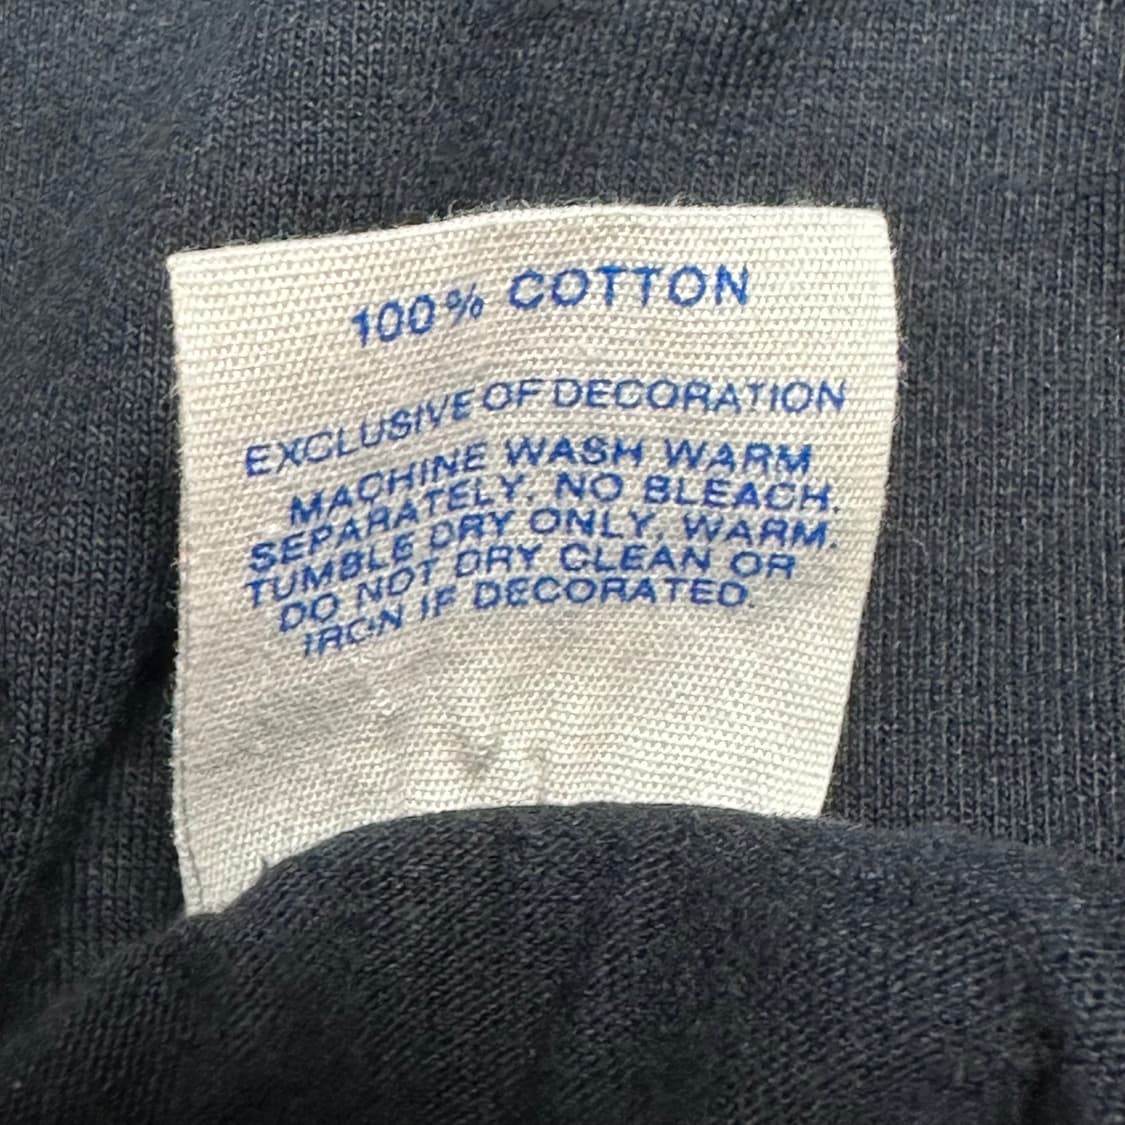 100% COTTON
EXCLUSIVE OF DECORATION
MACHINE WASH WARM
SEPARATELY, NO BLEACH.
TUMBLE DRY ONLY, WARM.
DO NOT DRY CLEAN OR
IRON IF DECORATED.